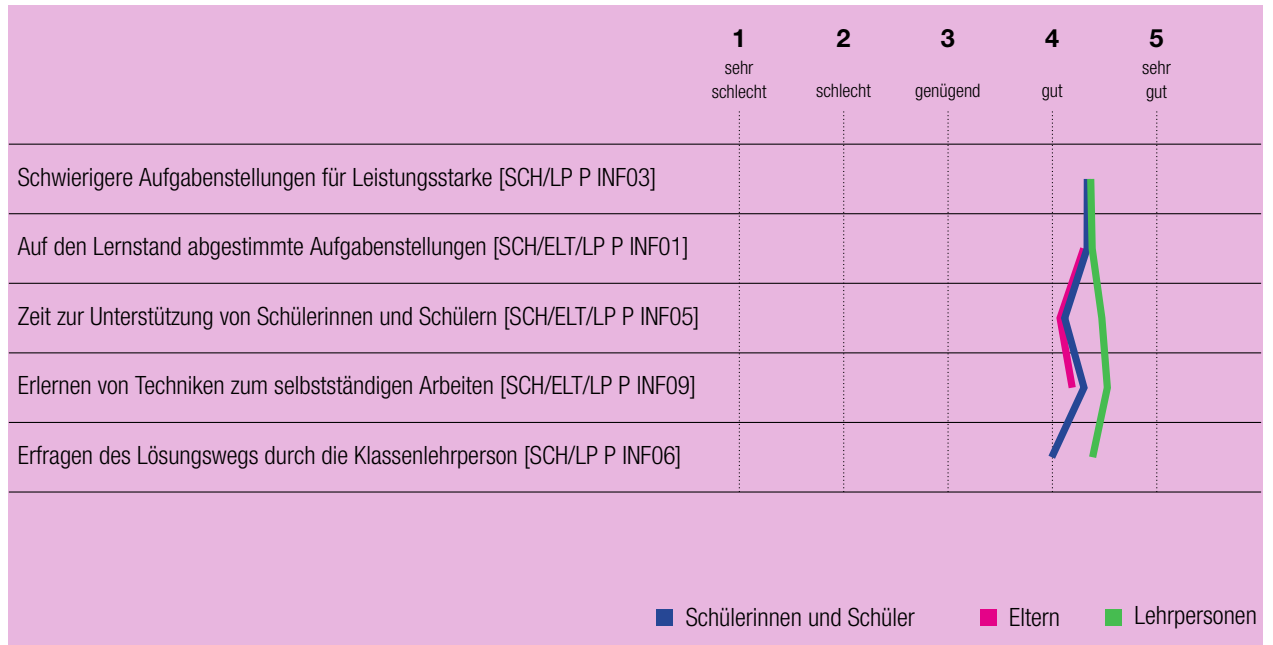 1 2 3 4 5
sehr schlecht schlecht genügend gut sehr gut
Schwierigere Aufgabenstellungen für Leistungsstarke [SCH/LP P INF03]
Auf den Lernstand abgestimmte Aufgabenstellungen [SCH/ELT/LP P INF01]
Zeit zur Unterstützung von Schülerinnen und Schülern [SCH/ELT/LP P INF05]
Erlernen von Techniken zum selbstständigen Arbeiten [SCH/ELT/LP P INF09]
Erfragen des Lösungswegs durch die Klassenlehrperson [SCH/LP P INF06]
Schülerinnen und Schüler Eltern Lehrpersonen